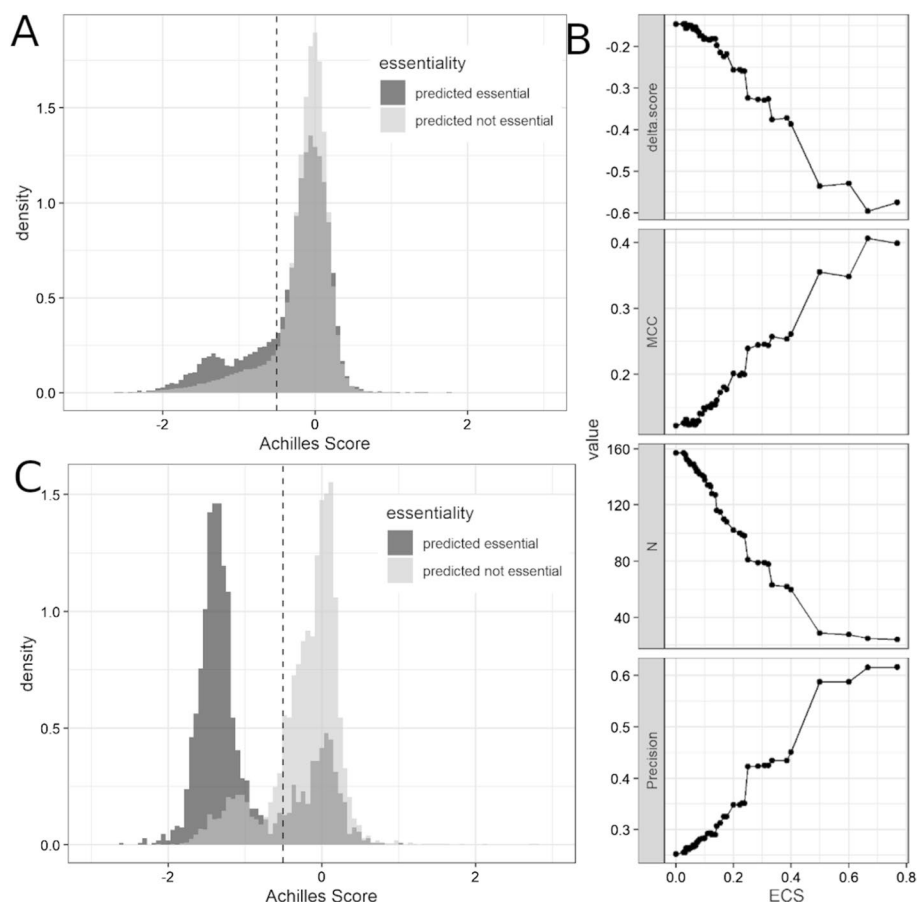 A
essentiality
predicted essential
predicted not essential
1.5
1.0
0.5
0.0
density
-2
0
2
Achilles Score
B
-0.2
-0.3
-0.4
-0.5
-0.6
delta.score
0.4
0.3
0.2
MCC
value
160
120
80
40
N
0.6
0.5
0.4
0.3
Precision
0.0
0.2
0.4
0.6
0.8
ECS
C
essentiality
predicted essential
predicted not essential
1.5
1.0
0.5
0.0
density
-2
0
2
Achilles Score